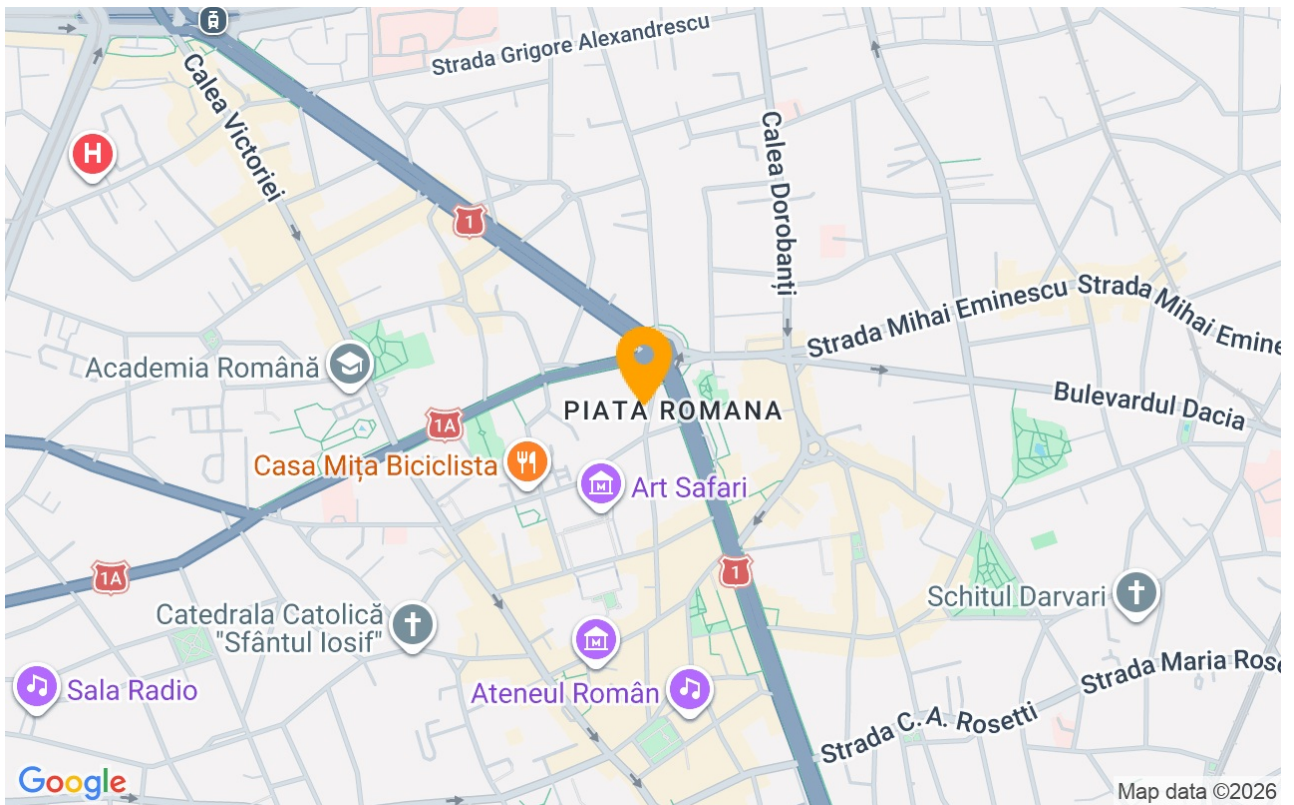 Strada Grigore Alexandrescu
Calea Victoriei
H
Calea Dorobanți
1
Strada Mihai Eminescu
Strada Mihai Emine
Academia Română
Bulevardul Dacia
PIAȚA ROMANA
1A
Casa Mița Biciclista
Art Safari
M
1A
1
Catedrala Catolică
"Sfântul Iosif"
Schitul Darvari
M
Sala Radio
Ateneul Român
Strada Maria Rose
Strada C. A. Rosetti
Google
Map data ©2026